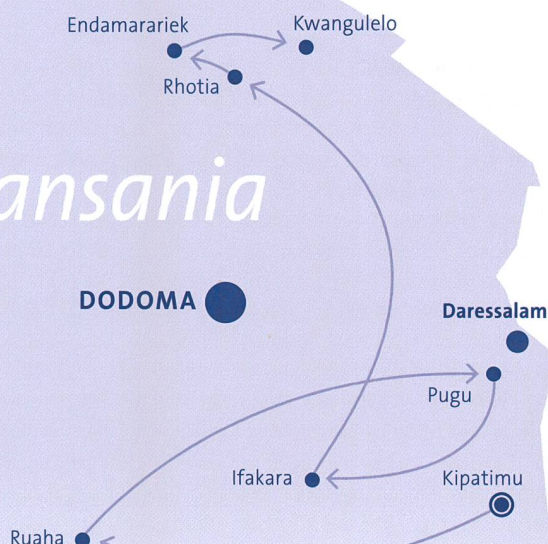 Endamarariek
Kwangulelo
Rhotia
ansania
DODOMA
Daressalam
Pugu
Ifakara
Kipatimu
Ruaha